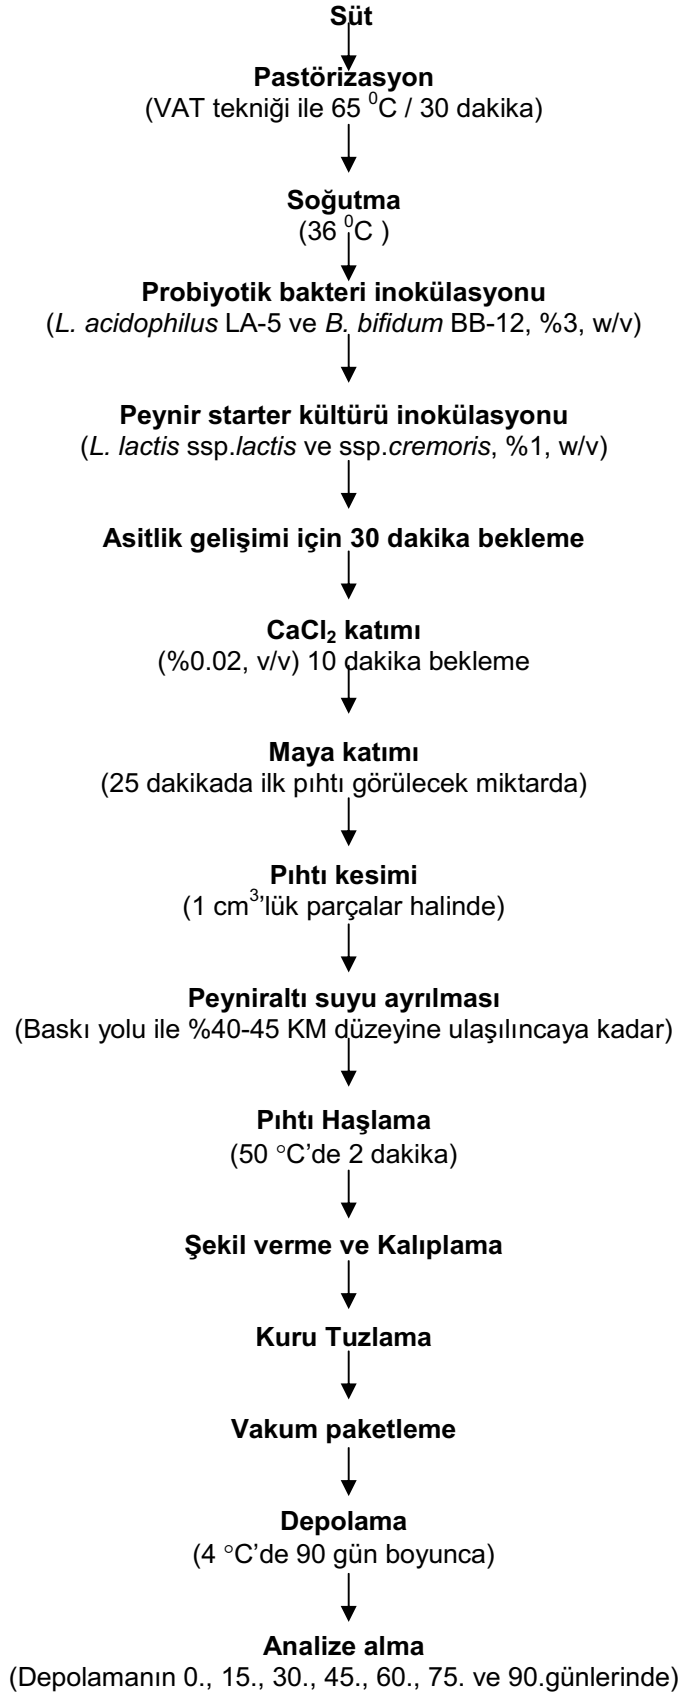 Süt
Pastörizasyon
(VAT tekniği ile 65 ⁰C / 30 dakika)
Soğutma
(36 ⁰C )
Probiyotik bakteri inokülasyonu
(L. acidophilus LA-5 ve B. bifidum BB-12, %3, w/v)
Peynir starter kültürü inokülasyonu
(L. lactis ssp.lactis ve ssp.cremoris, %1, w/v)
Asitlik gelişimi için 30 dakika bekleme
CaCl₂ katımı
(%0.02, v/v) 10 dakika bekleme
Maya katımı
(25 dakikada ilk pıhtı görülecek miktarda)
Pıhtı kesimi
(1 cm³’lük parçalar halinde)
Peyniraltı suyu ayrılması
(Baskı yolu ile %40-45 KM düzeyine ulaşılıncaya kadar)
Pıhtı Haşlama
(50 °C’de 2 dakika)
Şekil verme ve Kalıplama
Kuru Tuzlama
Vakum paketleme
Depolama
(4 °C’de 90 gün boyunca)
Analize alma
(Depolamanın 0., 15., 30., 45., 60., 75. ve 90.günlerinde)